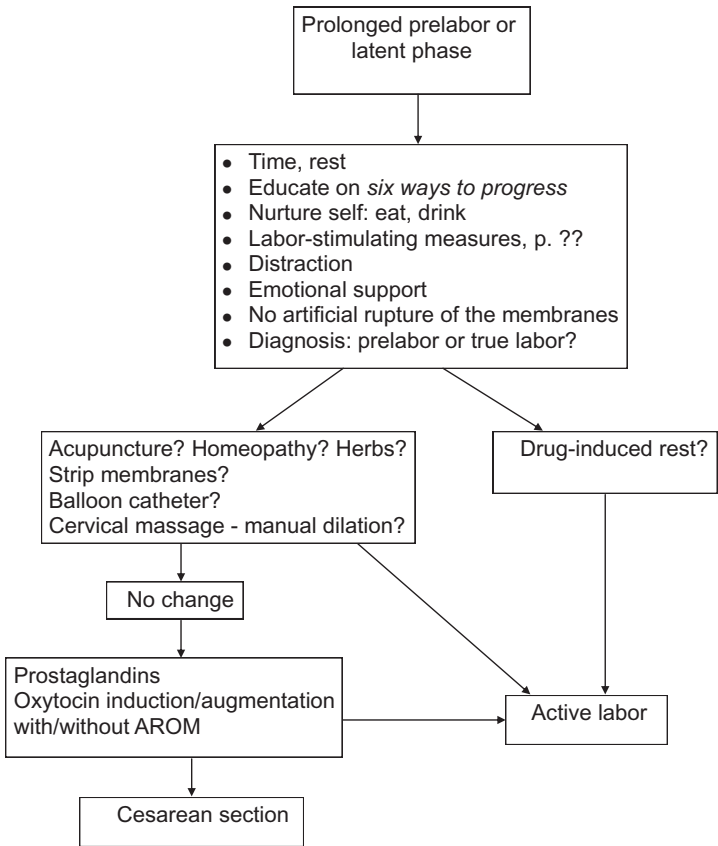 Prolonged prelabor or
latent phase
• Time, rest
• Educate on six ways to progress
• Nurture self: eat, drink
• Labor-stimulating measures, p. ??
• Distraction
• Emotional support
• No artificial rupture of the membranes
• Diagnosis: prelabor or true labor?
Acupuncture? Homeopathy? Herbs?
Strip membranes?
Balloon catheter?
Cervical massage - manual dilation?
Drug-induced rest?
No change
Prostaglandins
Oxytocin induction/augmentation
with/without AROM
Active labor
Cesarean section